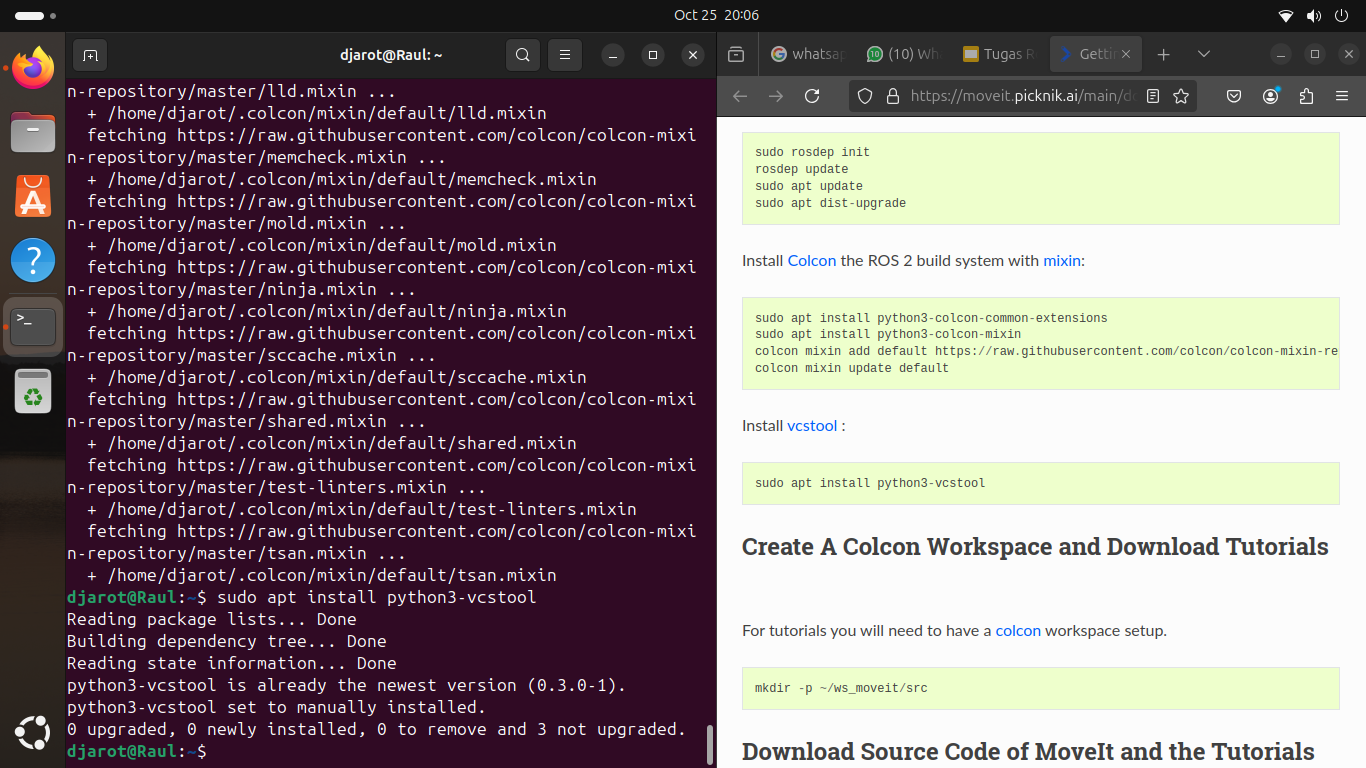 Oct 25 20:06
djarot@Raul: ~
n-repository/master/lld.mixin ...
+ /home/djarot/.colcon/mixin/default/lld.mixin
fetching https://raw.githubusercontent.com/colcon/colcon-mixi
n-repository/master/memcheck.mixin ...
+ /home/djarot/.colcon/mixin/default/memcheck.mixin
fetching https://raw.githubusercontent.com/colcon/colcon-mixi
n-repository/master/mold.mixin ...
+ /home/djarot/.colcon/mixin/default/mold.mixin
fetching https://raw.githubusercontent.com/colcon/colcon-mixi
n-repository/master/ninja.mixin ...
+ /home/djarot/.colcon/mixin/default/ninja.mixin
fetching https://raw.githubusercontent.com/colcon/colcon-mixi
n-repository/master/sccache.mixin ...
+ /home/djarot/.colcon/mixin/default/sccache.mixin
fetching https://raw.githubusercontent.com/colcon/colcon-mixi
n-repository/master/shared.mixin ...
+ /home/djarot/.colcon/mixin/default/shared.mixin
fetching https://raw.githubusercontent.com/colcon/colcon-mixi
n-repository/master/test-linters.mixin ...
+ /home/djarot/.colcon/mixin/default/test-linters.mixin
fetching https://raw.githubusercontent.com/colcon/colcon-mixi
n-repository/master/tsan.mixin ...
+ /home/djarot/.colcon/mixin/default/tsan.mixin
djarot@Raul:~$ sudo apt install python3-vcstool
Reading package lists... Done
Building dependency tree... Done
Reading state information... Done
python3-vcstool is already the newest version (0.3.0-1).
python3-vcstool set to manually installed.
0 upgraded, 0 newly installed, 0 to remove and 3 not upgraded.
djarot@Raul:~$
whatsap
(10) Wh
Tugas R
Gettin
https://moveit.picknik.ai/main/do
sudo rosdep init
rosdep update
sudo apt update
sudo apt dist-upgrade
Install Colcon the ROS 2 build system with mixin:
sudo apt install python3-colcon-common-extensions
sudo apt install python3-colcon-mixin
colcon mixin add default https://raw.githubusercontent.com/colcon/colcon-mixin-re
colcon mixin update default
Install vcstool :
sudo apt install python3-vcstool
Create A Colcon Workspace and Download Tutorials
For tutorials you will need to have a colcon workspace setup.
mkdir -p ~/ws_moveit/src
Download Source Code of MoveIt and the Tutorials